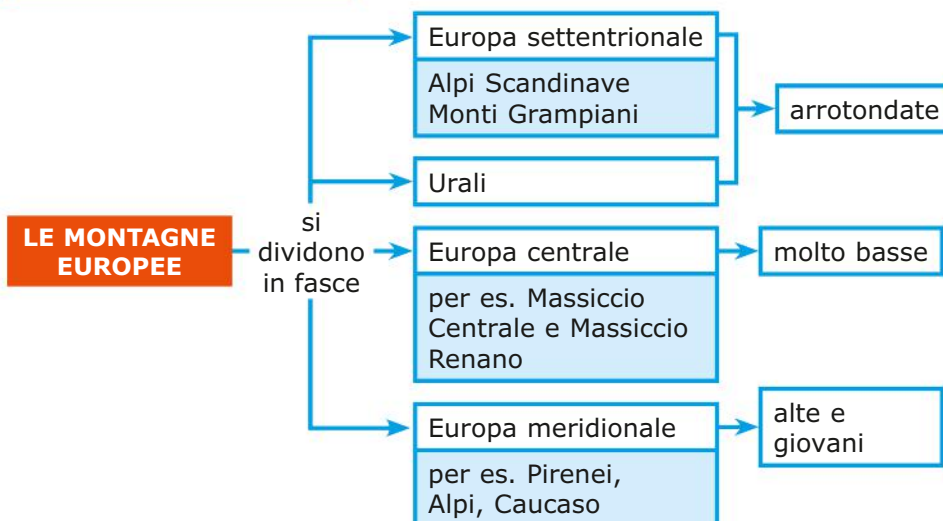 LE MONTAGNE
EUROPEE
si
dividono
in fasce
Europa settentrionale
Alpi Scandinave
Monti Grampiani
Urali
arrotondate
Europa centrale
per es. Massiccio
Centrale e Massiccio
Renano
molto basse
Europa meridionale
per es. Pirenei,
Alpi, Caucaso
alte e
giovani